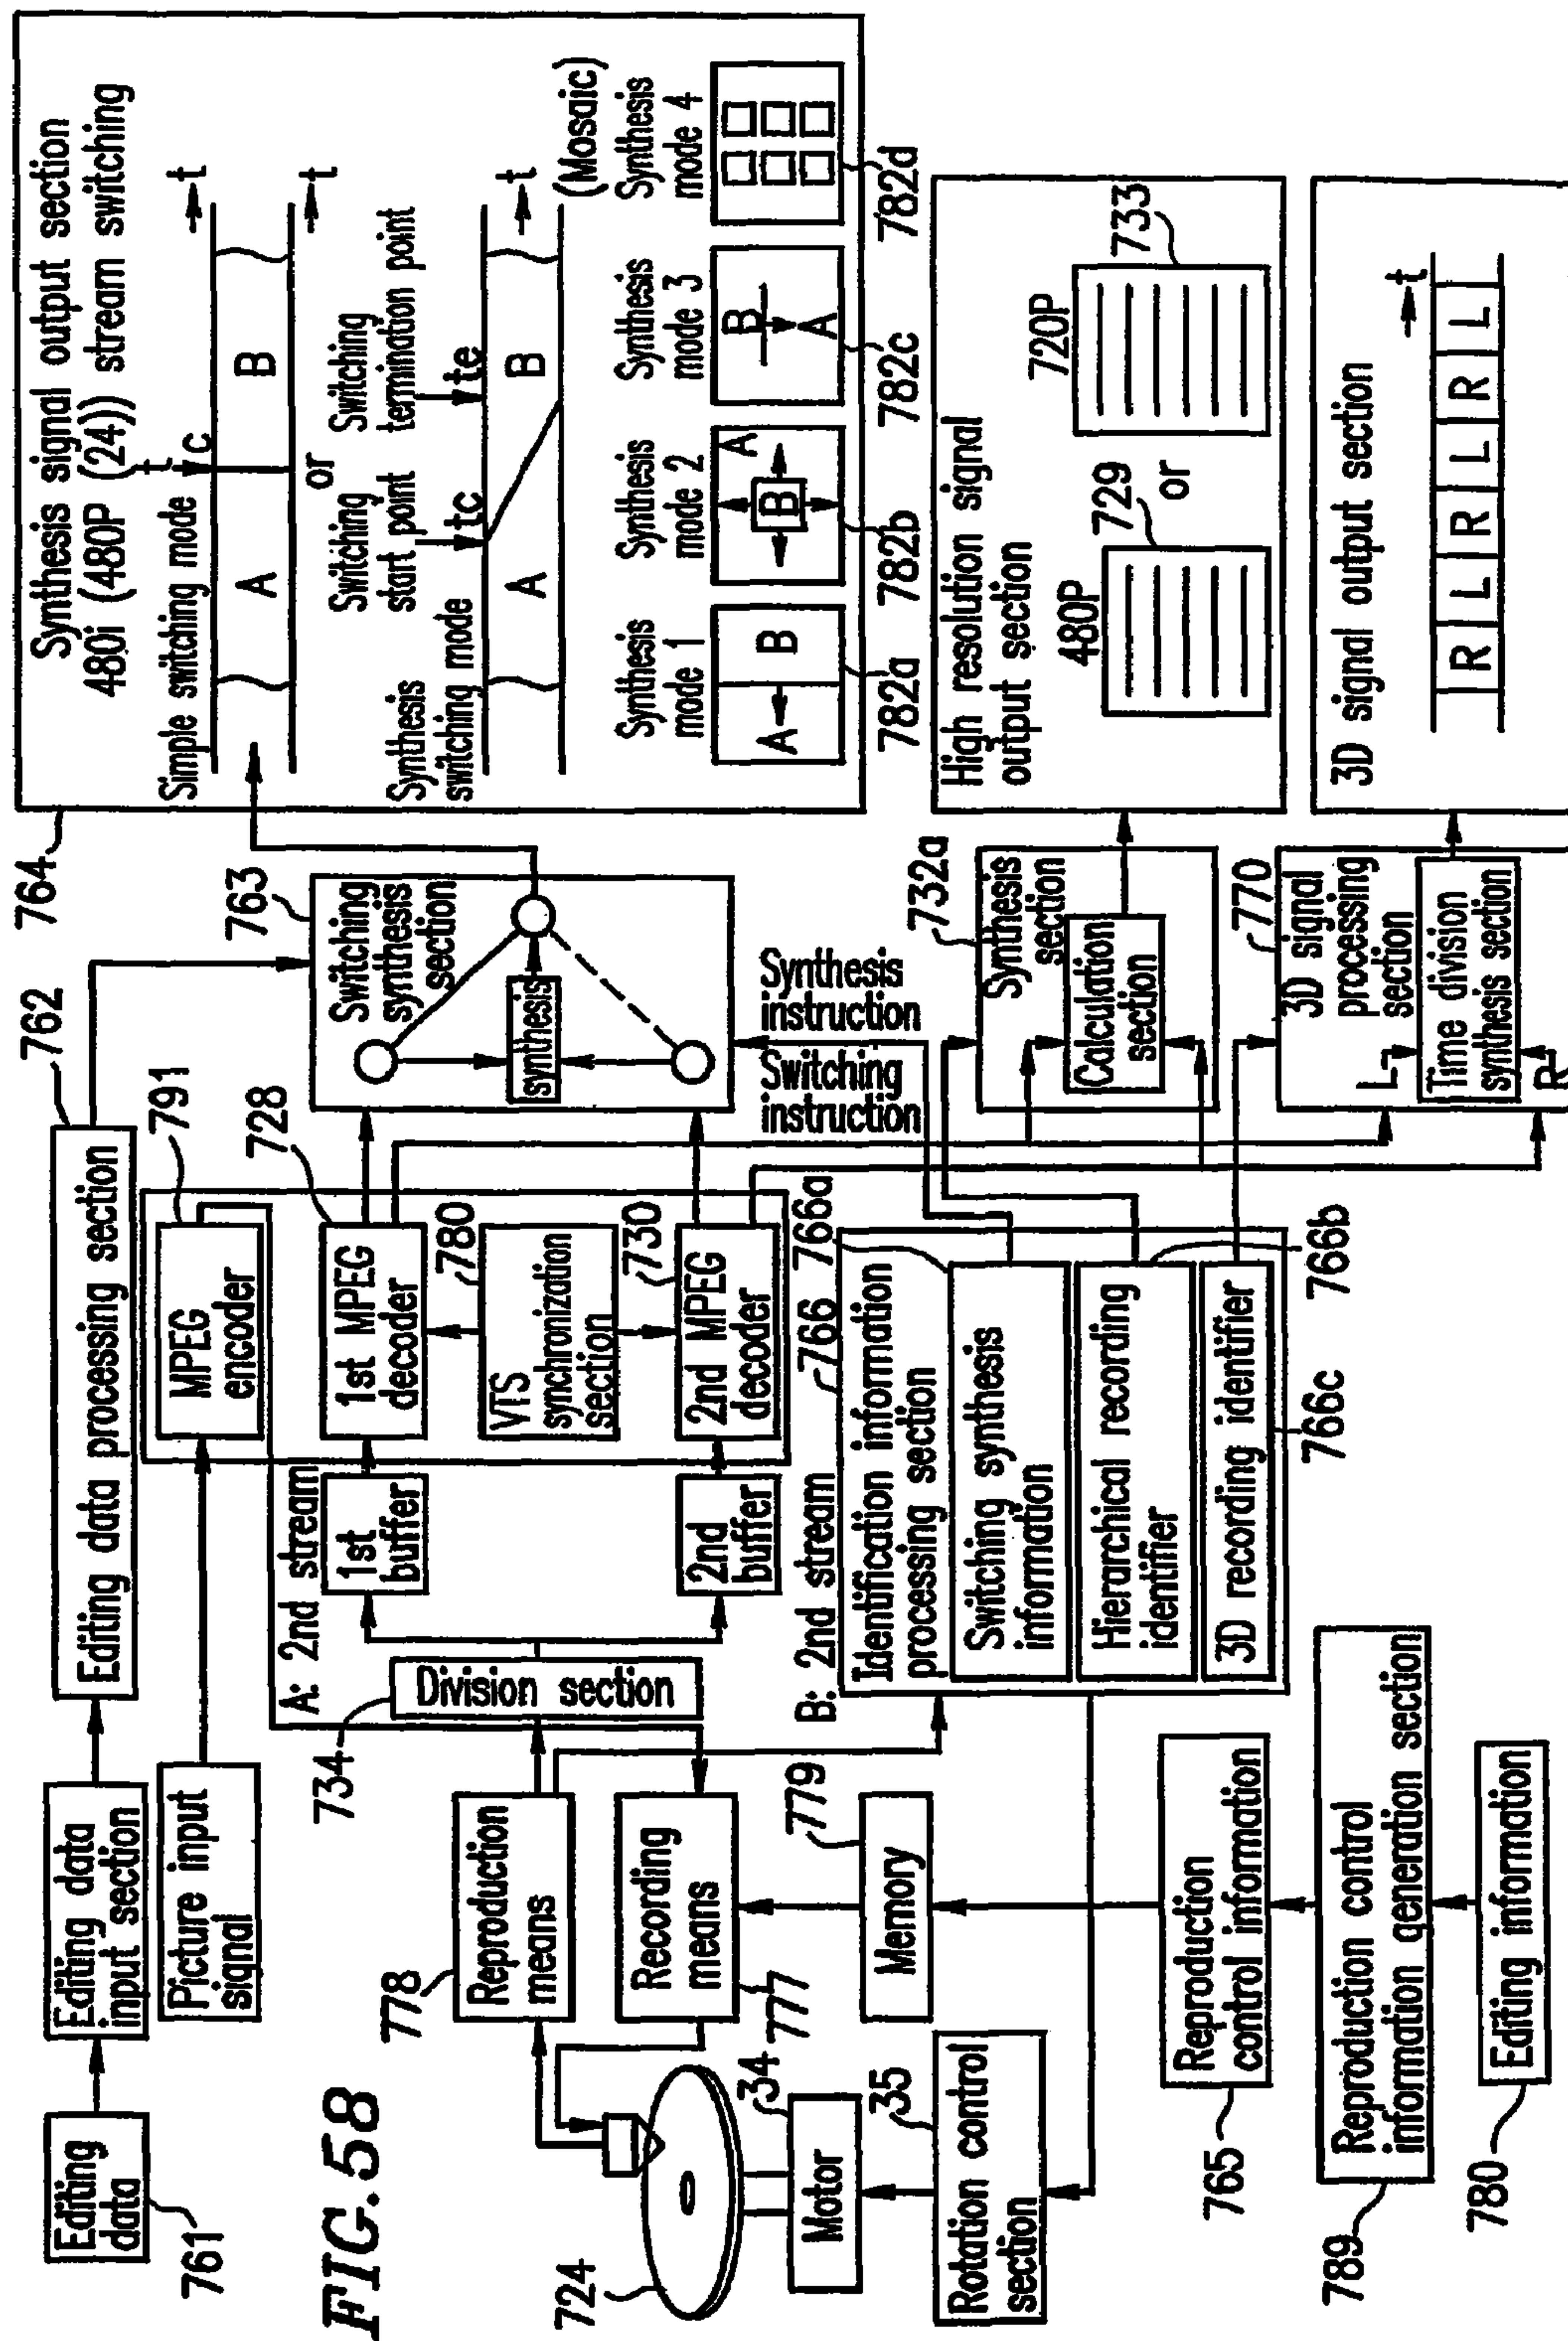 FIG.58
Editing
data
761
Editing data
input section
Picture input
signal
Editing data processing section
762
MPEG
encoder
791
A: 2nd stream
1st
buffer
1st MPEG
decoder
728
VTS
synchronization
section
780
2nd
buffer
2nd MPEG
decoder
730
B: 2nd stream
Division section
734
Reproduction
means
778
Recording
means
777
724
Motor
34
Rotation control
section
35
Memory
779
Reproduction
control information
765
Reproduction control
information generation section
789
Editing information
780
Identification information
processing section
766
Switching synthesis
information
766a
Hierarchical recording
identifier
766b
3D recording identifier
766c
Switching
synthesis
section
synthesis
763
Switching
instruction
Synthesis
instruction
Synthesis
section
Calculation
section
732a
3D signal
processing
section
L
Time division
synthesis section
R
770
764
Synthesis signal output section
480i (480P (24)) stream switching
Simple switching mode
t
c
t
A
B
t
or
Synthesis
switching mode
Switching
start point
tc
Switching
termination point
te
A
B
t
Synthesis
mode 1
A
B
782a
Synthesis
mode 2
B
A
782b
Synthesis
mode 3
B
A
782c
(Mosaic)
Synthesis
mode 4
782d
High resolution signal
output section
480P
729
or
720P
733
3D signal output section
R L R L R L
t